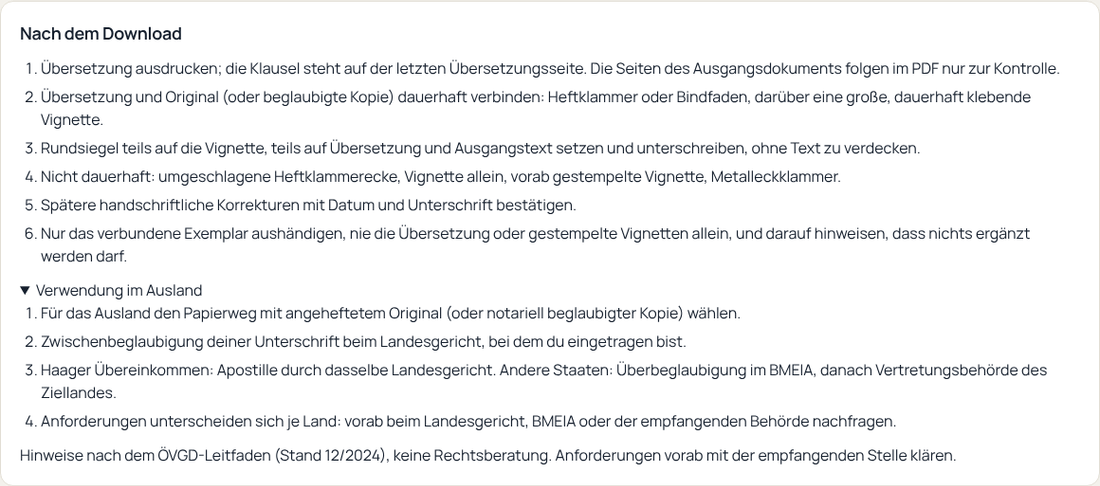 Nach dem Download
1. Übersetzung ausdrucken; die Klausel steht auf der letzten Übersetzungsseite. Die Seiten des Ausgangsdokuments folgen im PDF nur zur Kontrolle.
2. Übersetzung und Original (oder beglaubigte Kopie) dauerhaft verbinden: Heftklammer oder Bindfaden, darüber eine große, dauerhaft klebende
Vignette.
3. Rundsiegel teils auf die Vignette, teils auf Übersetzung und Ausgangstext setzen und unterschreiben, ohne Text zu verdecken.
4. Nicht dauerhaft: umgeschlagene Heftklammerecke, Vignette allein, vorab gestempelte Vignette, Metalleckklammer.
5. Spätere handschriftliche Korrekturen mit Datum und Unterschrift bestätigen.
6. Nur das verbundene Exemplar aushändigen, nie die Übersetzung oder gestempelte Vignetten allein, und darauf hinweisen, dass nichts ergänzt
werden darf.
▼ Verwendung im Ausland
1. Für das Ausland den Papierweg mit angeheftetem Original (oder notariell beglaubigter Kopie) wählen.
2. Zwischenbeglaubigung deiner Unterschrift beim Landesgericht, bei dem du eingetragen bist.
3. Haager Übereinkommen: Apostille durch dasselbe Landesgericht. Andere Staaten: Überbeglaubigung im BMEIA, danach Vertretungsbehörde des
Ziellandes.
4. Anforderungen unterscheiden sich je Land: vorab beim Landesgericht, BMEIA oder der empfangenden Behörde nachfragen.
Hinweise nach dem ÖVGD-Leitfaden (Stand 12/2024), keine Rechtsberatung. Anforderungen vorab mit der empfangenden Stelle klären.